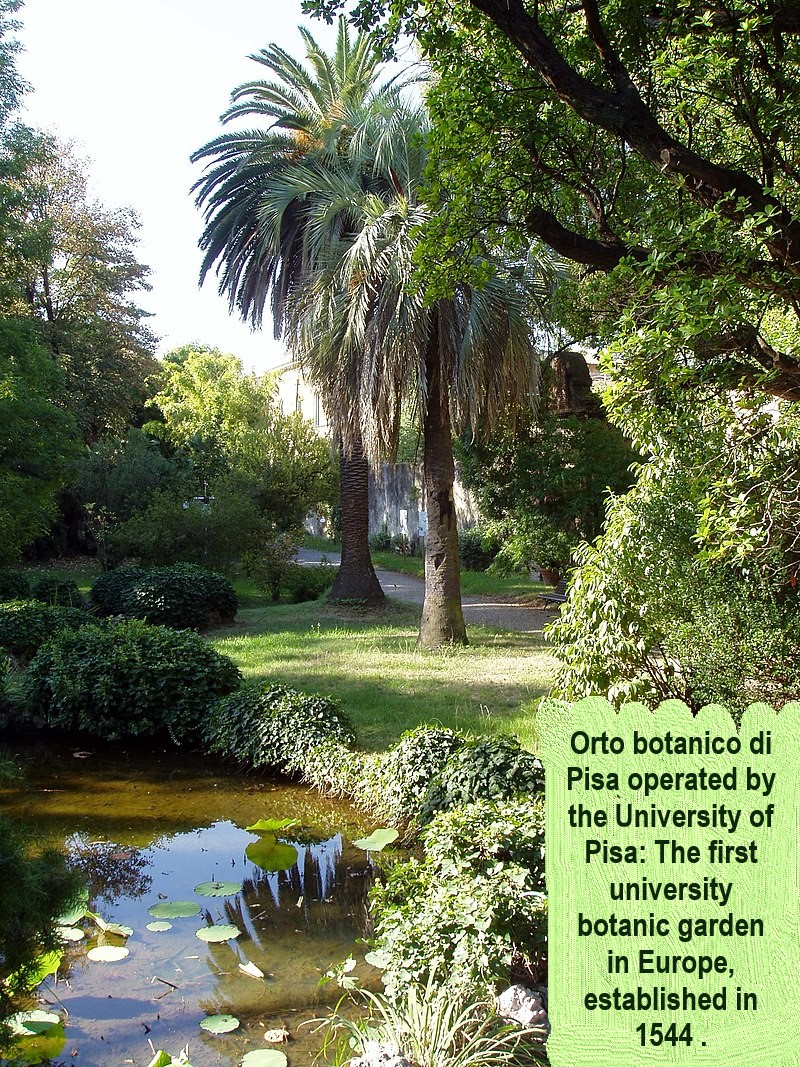 Orto botanico di
Pisa operated by
the University of
Pisa: The first
university
botanic garden
in Europe,
established in
1544 .